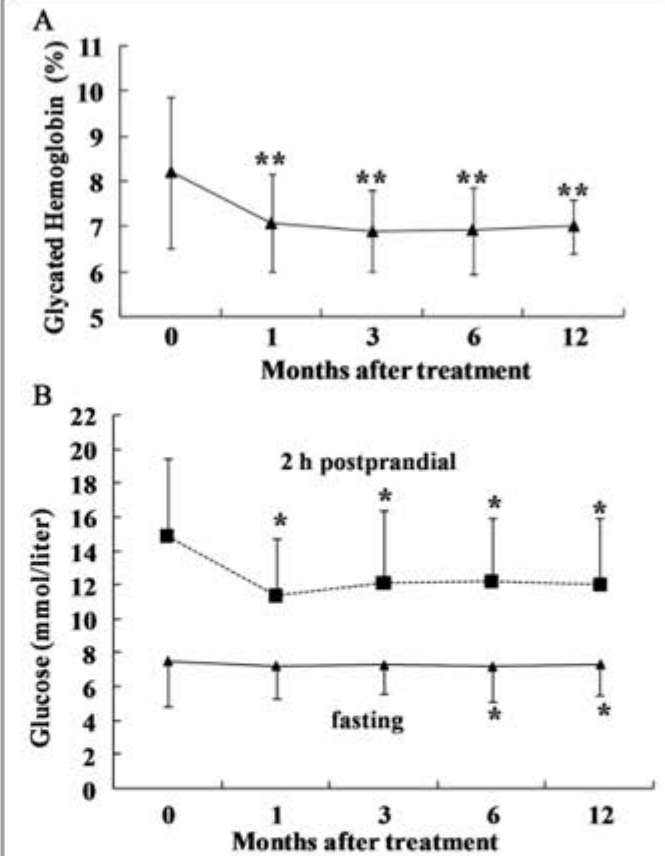 A
Glycated Hemoglobin (%)
11
10
9
8
7
6
5
** ** ** **
0 1 3 6 12
Months after treatment
B
Glucose (mmol/liter)
22
20
18
16
14
12
10
8
6
4
2
0
2 h postprandial
* * * *
fasting
* *
0 1 3 6 12
Months after treatment